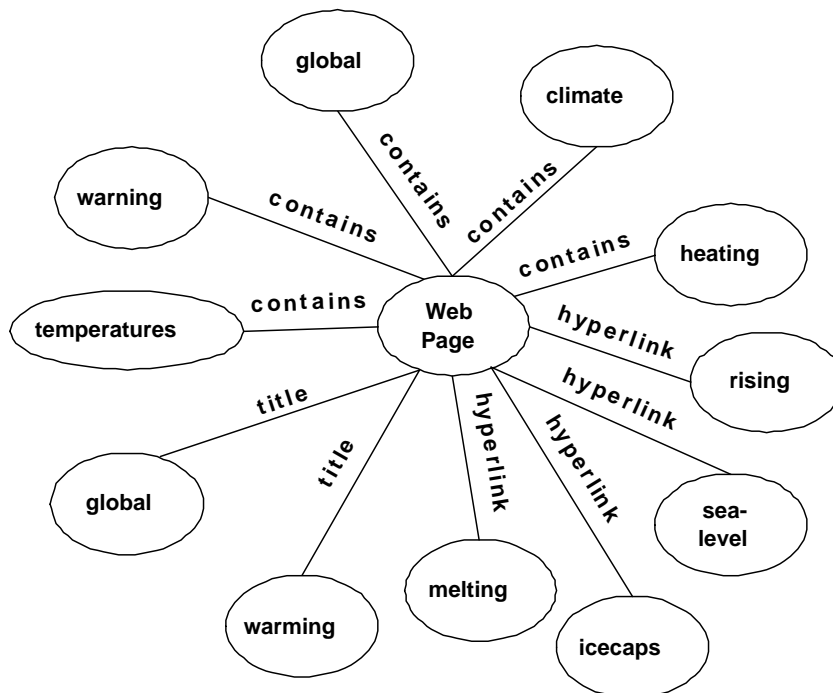 global
climate
contains
contains
warning
contains
contains
heating
contains
temperatures
Web
Page
hyperlink
rising
title
hyperlink
hyperlink
hyperlink
title
global
sea-
level
melting
warming
icecaps